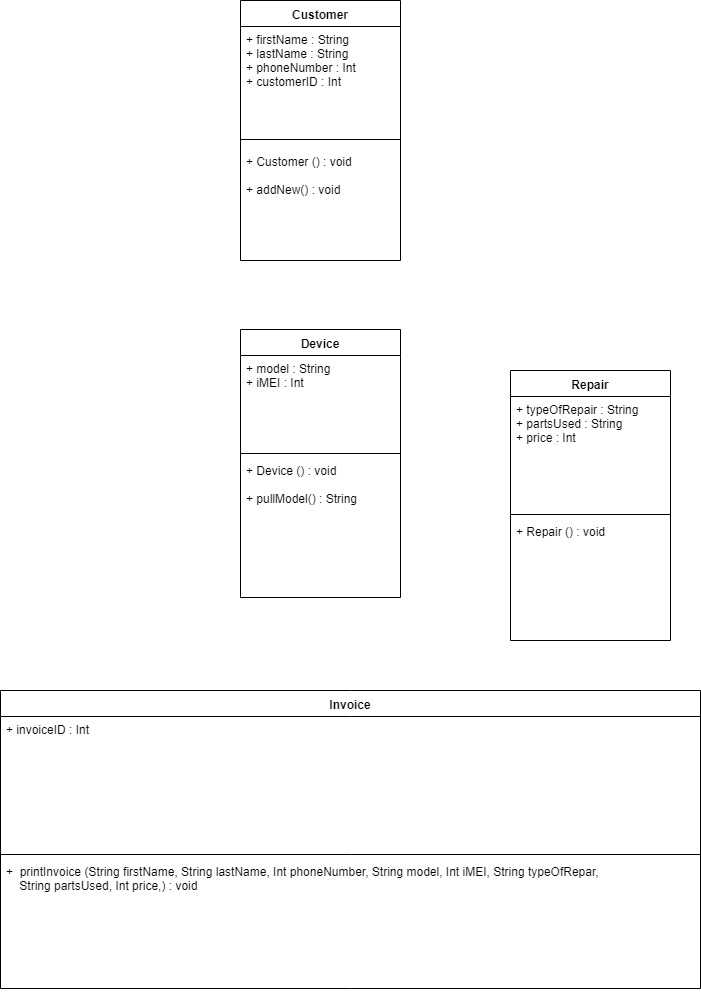 Customer
+ firstName : String
+ lastName : String
+ phoneNumber : Int
+ customerID : Int
+ Customer () : void
+ addNew() : void
Device
+ model : String
+ iMEI : Int
+ Device () : void
+ pullModel() : String
Repair
+ typeOfRepair : String
+ partsUsed : String
+ price : Int
+ Repair () : void
Invoice
+ invoiceID : Int
+ printInvoice (String firstName, String lastName, Int phoneNumber, String model, Int iMEI, String typeOfRepar,
String partsUsed, Int price,) : void